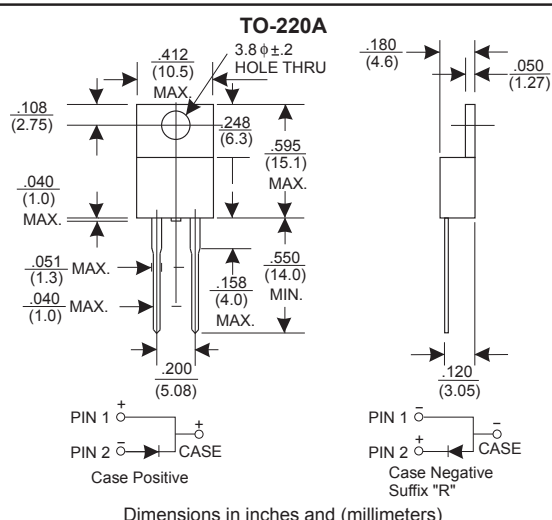 TO-220A
.412
(10.5)
MAX.
3.8 ϕ±.2
HOLE THRU
.180
(4.6)
.050
(1.27)
.108
(2.75)
.248
(6.3)
.595
(15.1)
MAX.
.040
(1.0)
MAX.
.051
(1.3) MAX.
.040
(1.0) MAX.
.158
(4.0)
MAX.
.550
(14.0)
MIN.
.200
(5.08)
.120
(3.05)
PIN 1 +
PIN 2 −
+
CASE
Case Positive
PIN 1 −
PIN 2 +
−
CASE
Case Negative
Suffix "R"
Dimensions in inches and (millimeters)